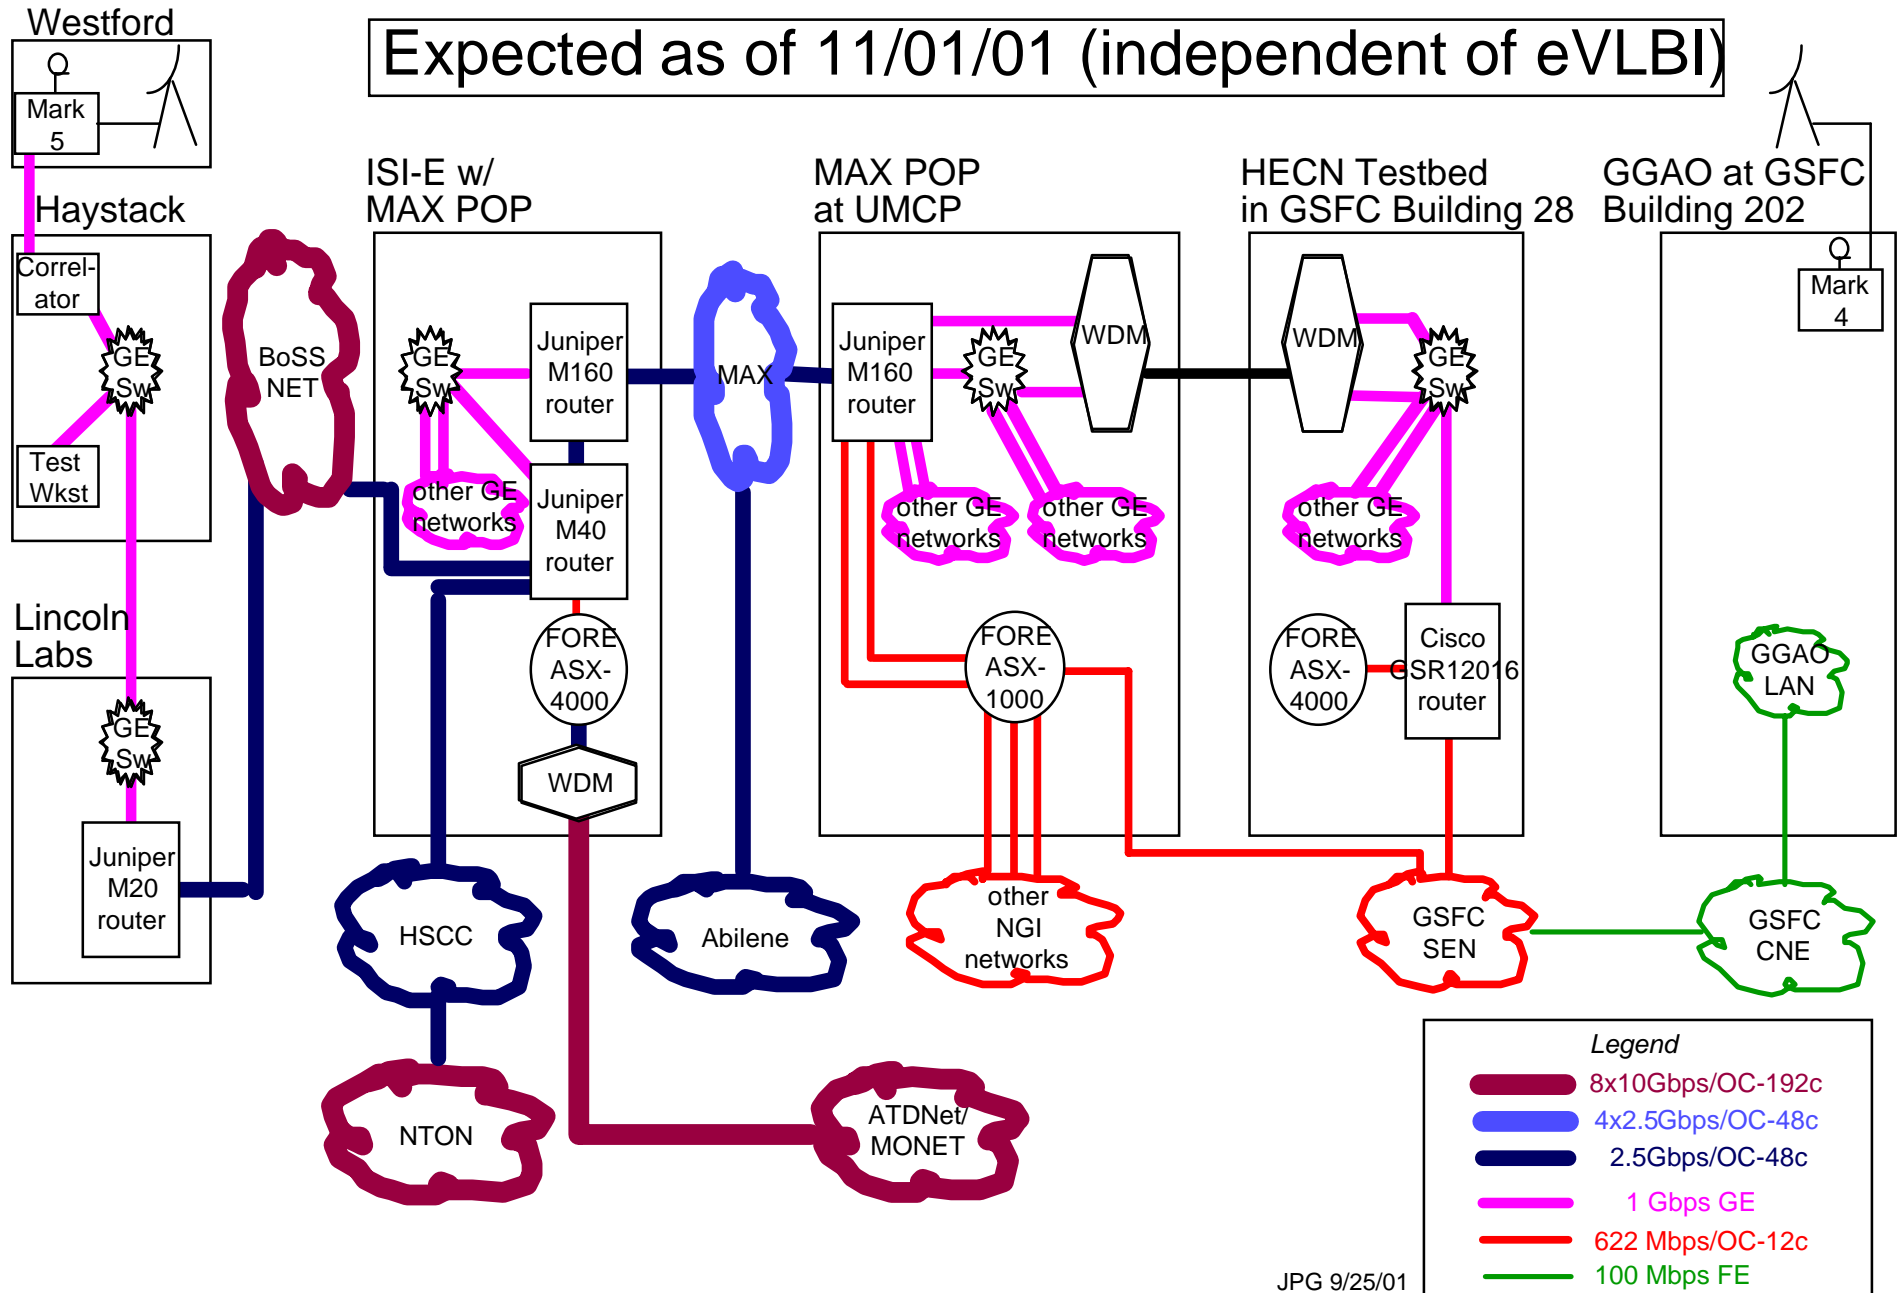 Westford
Expected as of 11/01/01 (independent of eVLBI)
Mark
5
Haystack
Correl-
ator
GE
Sw
Test
Wkst
Lincoln
Labs
GE
Sw
Juniper
M20
router
BoSS
NET
ISI-E w/
MAX POP
GE
Sw
Juniper
M160
router
other GE
networks
Juniper
M40
router
FORE
ASX-
4000
WDM
HSCC
NTON
MAX
Abilene
ATDNet/
MONET
MAX POP
at UMCP
Juniper
M160
router
GE
Sw
WDM
other GE
networks
other GE
networks
FORE
ASX-
1000
other
NGI
networks
HECN Testbed
in GSFC Building 28
WDM
GE
Sw
other GE
networks
FORE
ASX-
4000
Cisco
GSR12016
router
GSFC
SEN
GGAO at GSFC
Building 202
Mark
4
GGAO
LAN
GSFC
CNE
Legend
8x10Gbps/OC-192c
4x2.5Gbps/OC-48c
2.5Gbps/OC-48c
1 Gbps GE
622 Mbps/OC-12c
100 Mbps FE
JPG 9/25/01